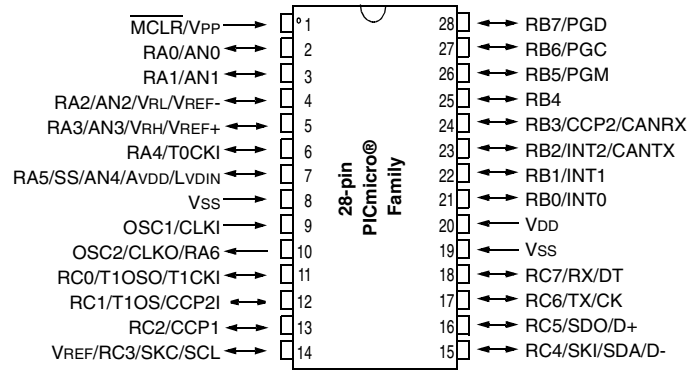 MCLR/VPP 1
RA0/AN0 2
RA1/AN1 3
RA2/AN2/VRL/VREF- 4
RA3/AN3/VRH/VREF+ 5
RA4/T0CKI 6
RA5/SS/AN4/AVDD/LVDIN 7
VSS 8
OSC1/CLKI 9
OSC2/CLKO/RA6 10
RC0/T1OSO/T1CKI 11
RC1/T1OS/CCP2I 12
RC2/CCP1 13
VREF/RC3/SKC/SCL 14
28-pin
PICmicro®
Family
28 RB7/PGD
27 RB6/PGC
26 RB5/PGM
25 RB4
24 RB3/CCP2/CANRX
23 RB2/INT2/CANTX
22 RB1/INT1
21 RB0/INT0
20 VDD
19 VSS
18 RC7/RX/DT
17 RC6/TX/CK
16 RC5/SDO/D+
15 RC4/SKI/SDA/D-